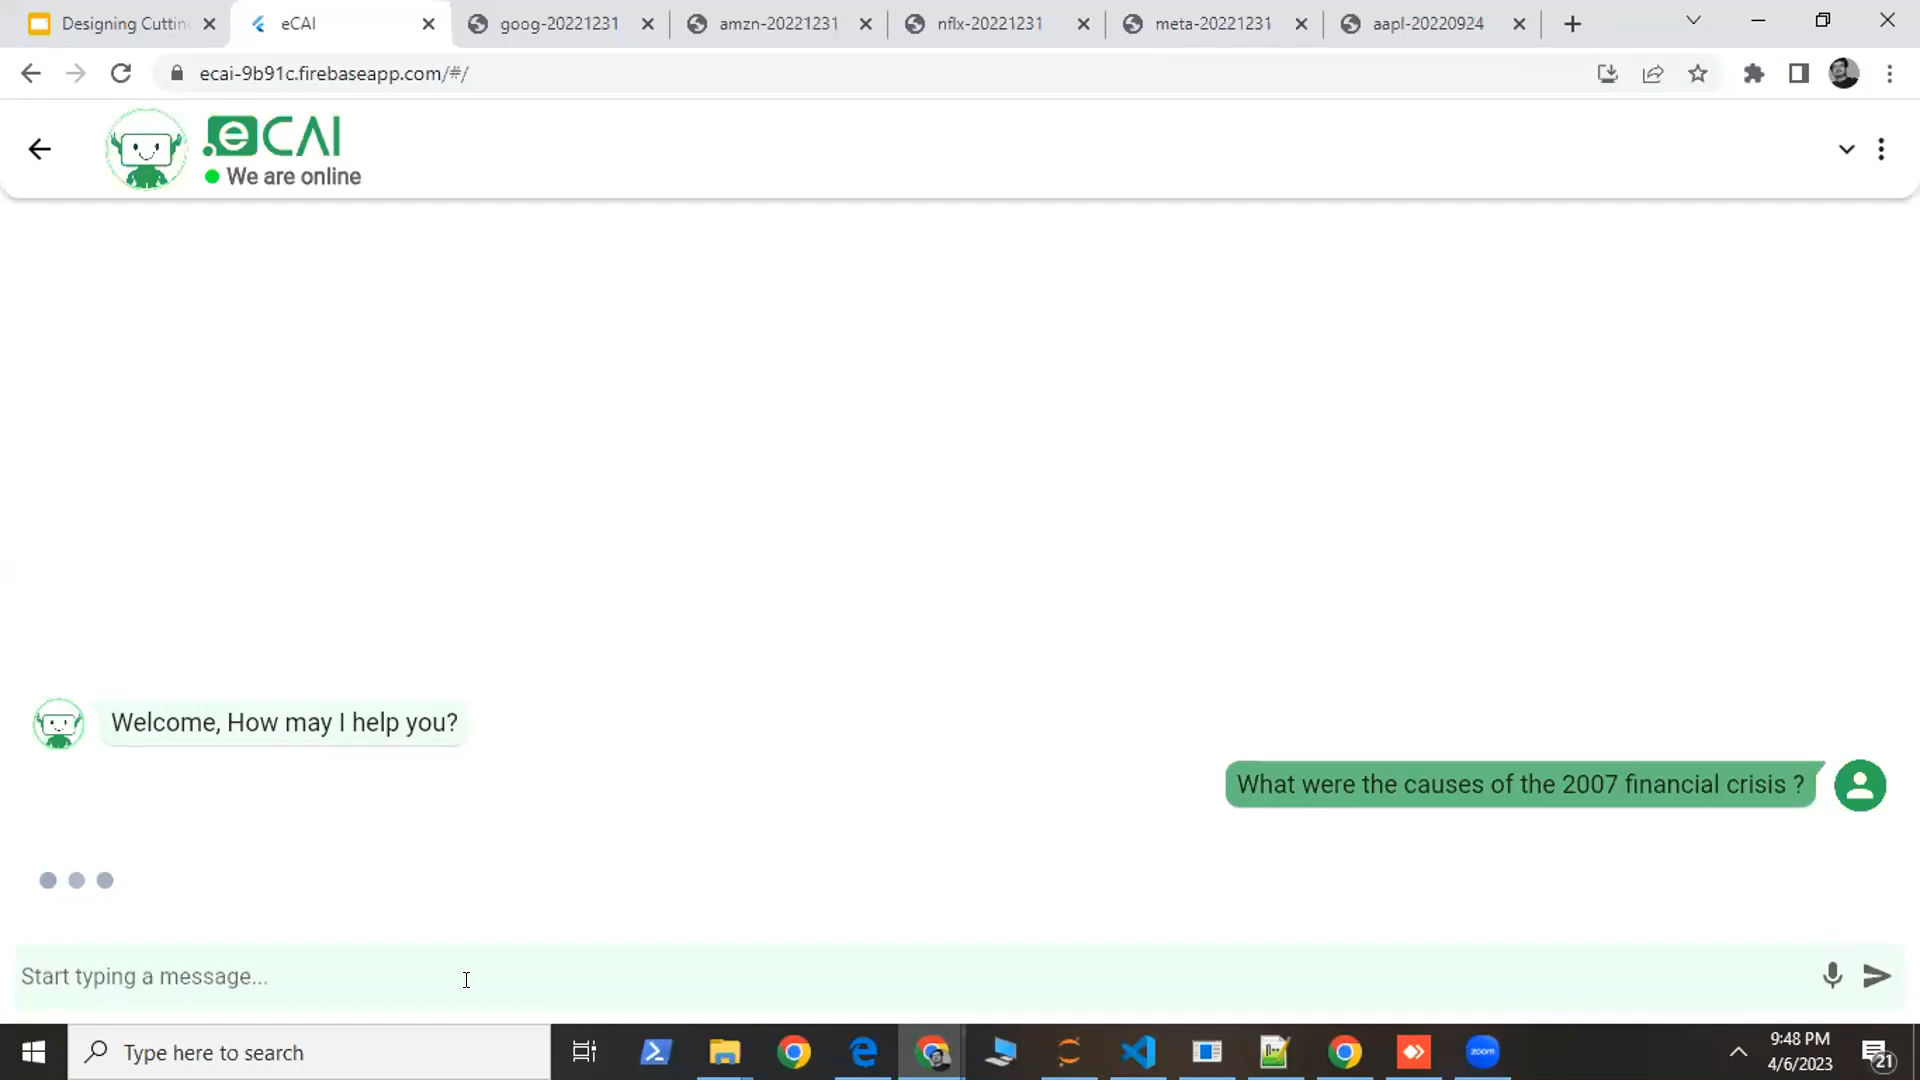 Designing Cuttin
eCAI
goog-20221231
amzn-20221231
nflx-20221231
meta-20221231
aapl-20220924
ecai-9b91c.firebaseapp.com/#/
.eCAI
We are online
Welcome, How may I help you?
What were the causes of the 2007 financial crisis ?
Start typing a message...
Type here to search
zoom
9:48 PM
4/6/2023
21